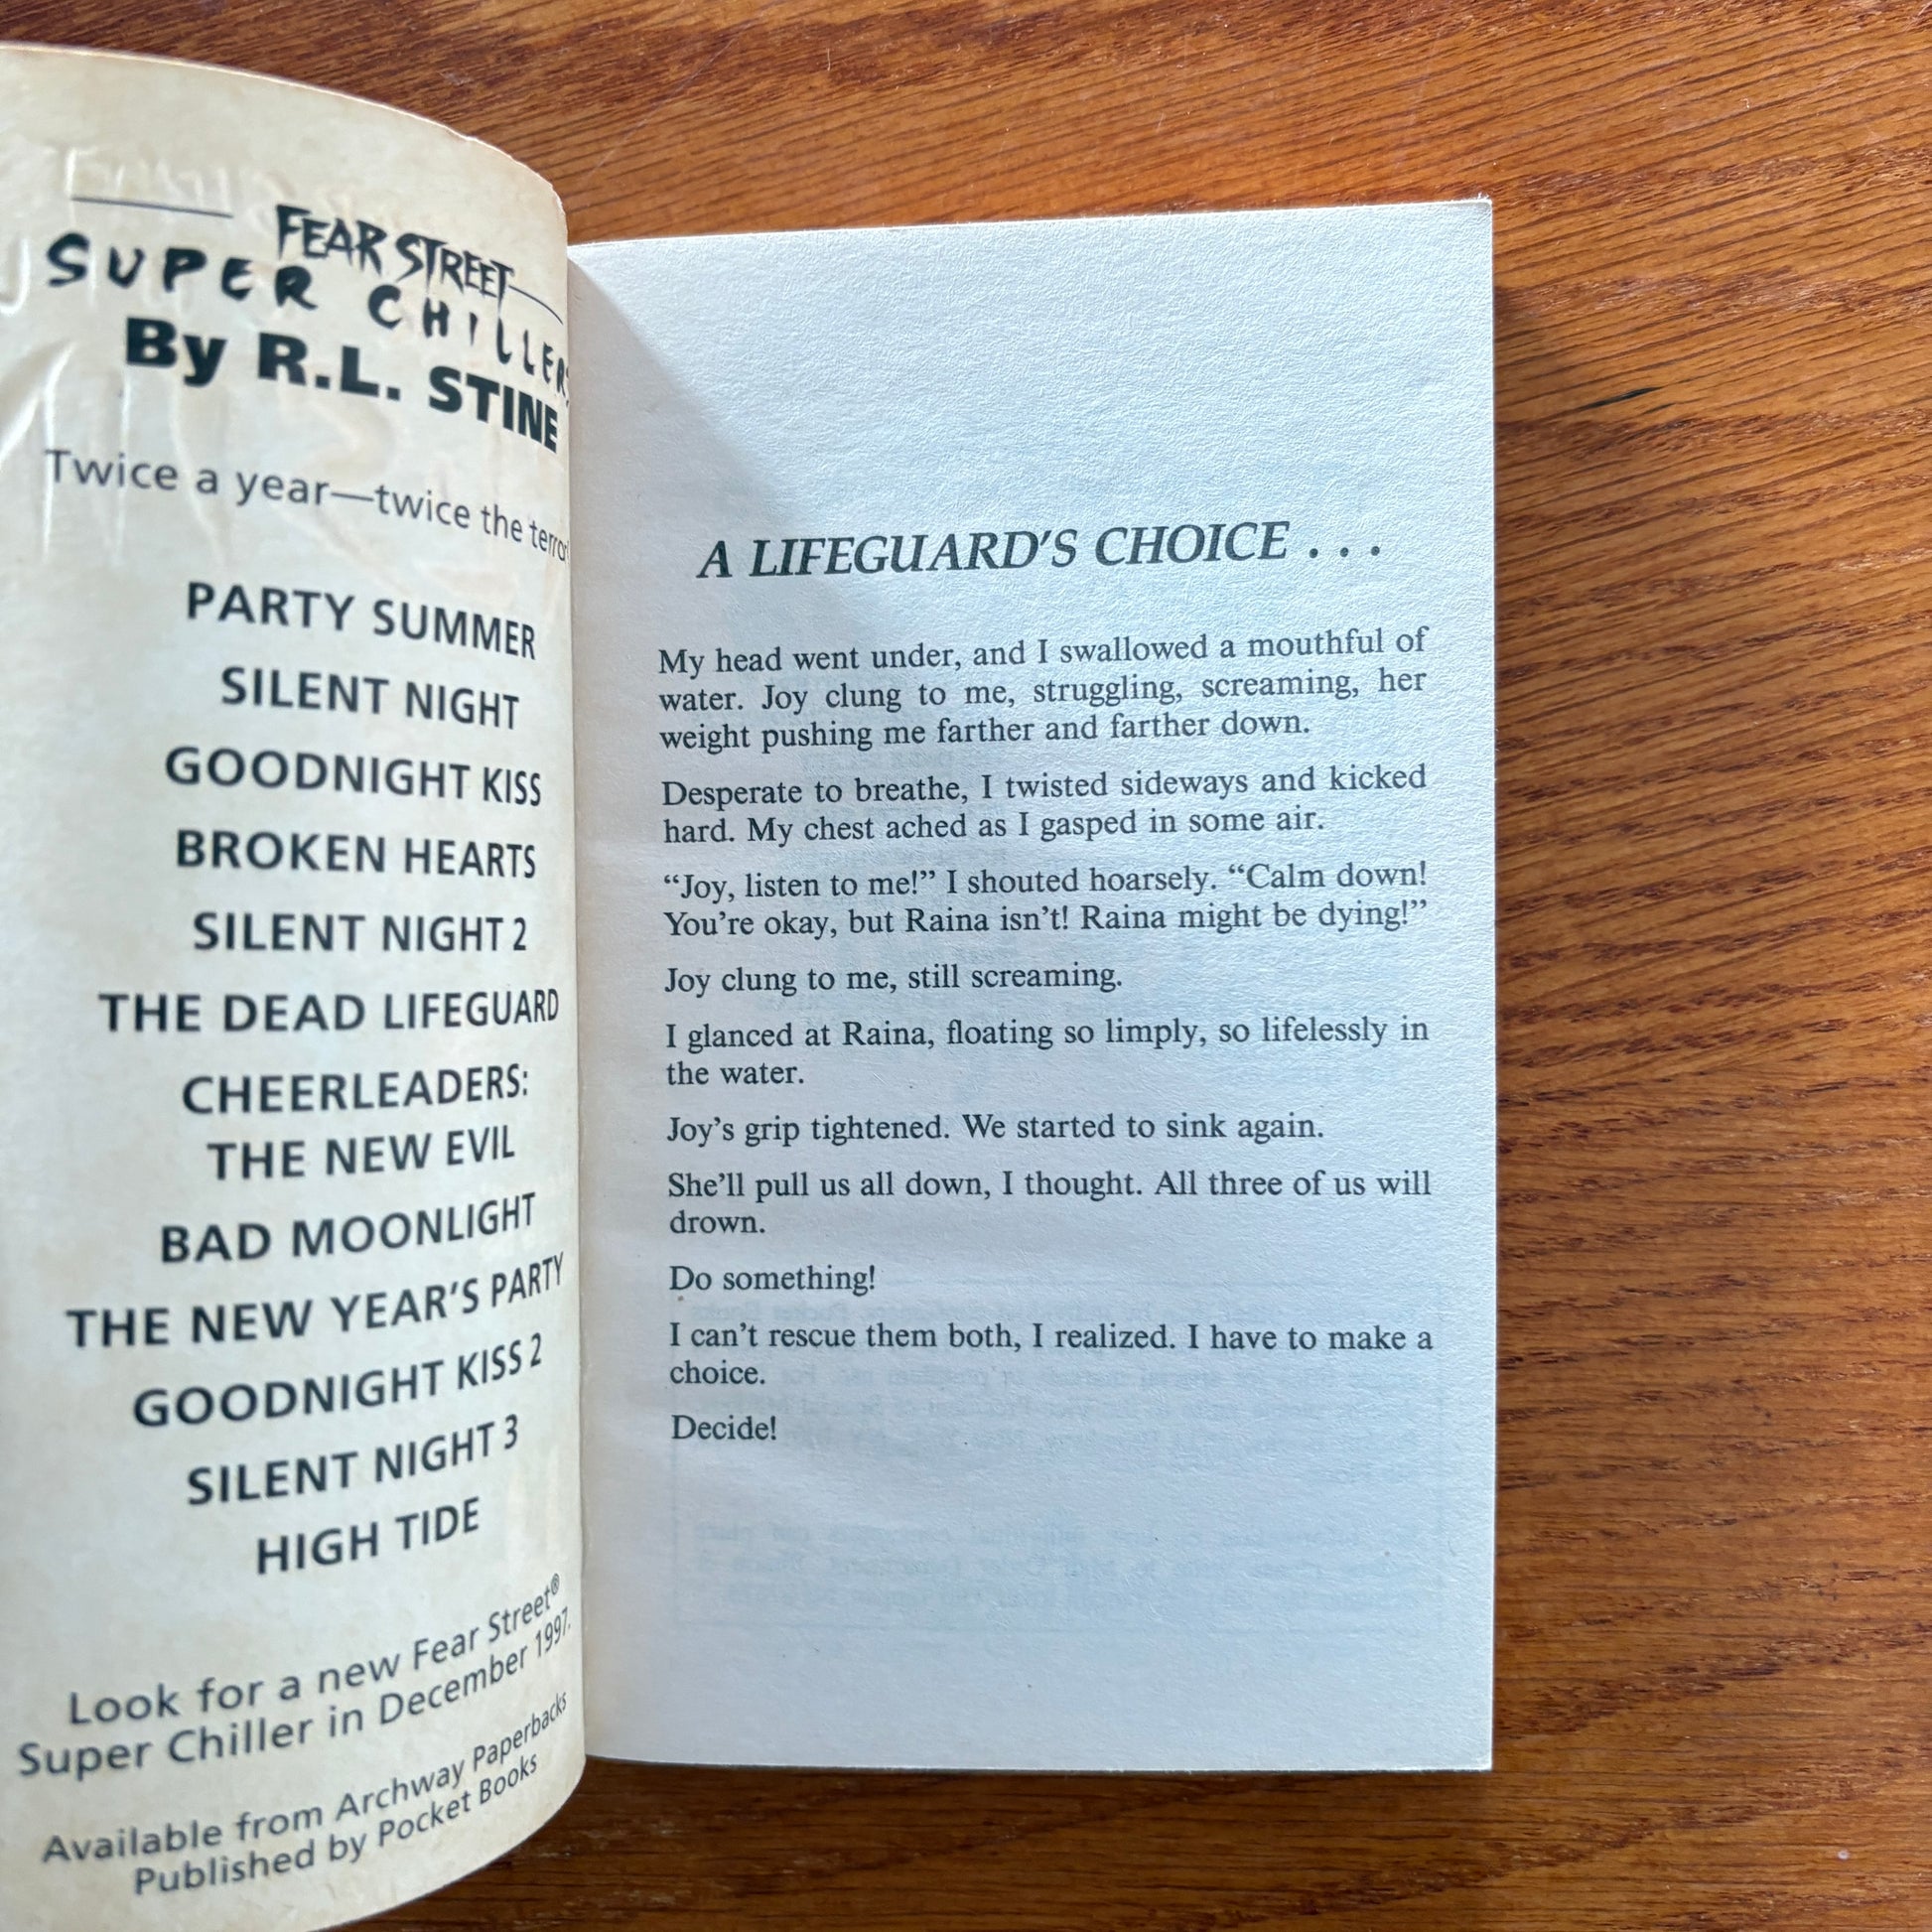 FEAR STREET
SUPER CHILLER
By R.L. STINE
Twice a year—twice the terror
PARTY SUMMER
SILENT NIGHT
GOODNIGHT KISS
BROKEN HEARTS
SILENT NIGHT 2
THE DEAD LIFEGUARD
CHEERLEADERS:
THE NEW EVIL
BAD MOONLIGHT
THE NEW YEAR'S PARTY
GOODNIGHT KISS 2
SILENT NIGHT 3
HIGH TIDE
Look for a new Fear Street®
Super Chiller in December 1997.
Available from Archway Paperbacks
Published by Pocket Books
A LIFEGUARD'S CHOICE . . .
My head went under, and I swallowed a mouthful of
water. Joy clung to me, struggling, screaming, her
weight pushing me farther and farther down.
Desperate to breathe, I twisted sideways and kicked
hard. My chest ached as I gasped in some air.
“Joy, listen to me!” I shouted hoarsely. “Calm down!
You're okay, but Raina isn't! Raina might be dying!”
Joy clung to me, still screaming.
I glanced at Raina, floating so limply, so lifelessly in
the water.
Joy's grip tightened. We started to sink again.
She'll pull us all down, I thought. All three of us will
drown.
Do something!
I can't rescue them both, I realized. I have to make a
choice.
Decide!